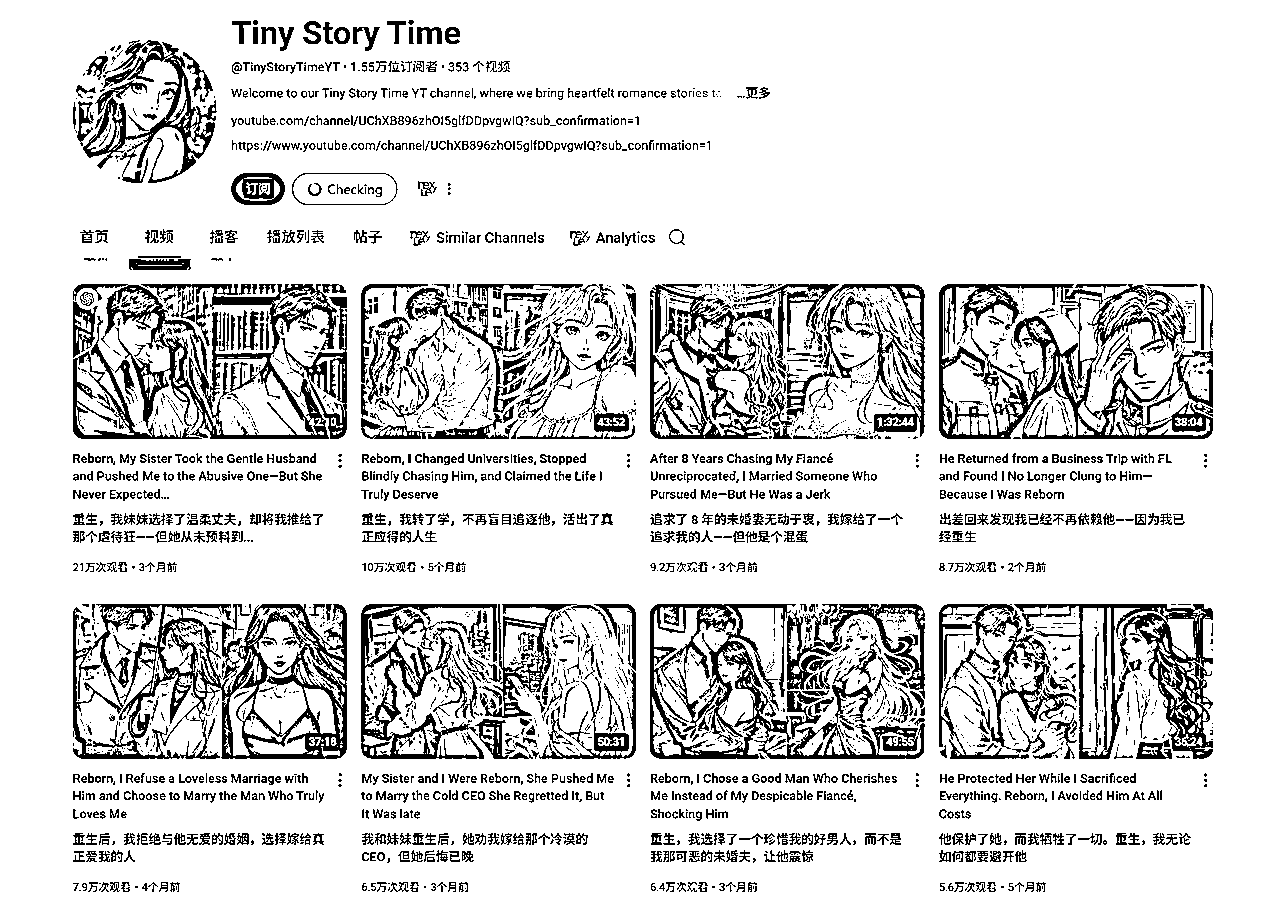 Tiny Story Time
@TinyStoryTimeYT · 1.55万位订阅者 · 353 个视频
Welcome to our Tiny Story Time YT channel, where we bring heartfelt romance stories ...更多
youtube.com/channel/UChXB896zhOI5glfDDpvgwIQ?sub_confirmation=1
https://www.youtube.com/channel/UChXB896zhOI5glfDDpvgwIQ?sub_confirmation=1
订阅 Checking
首页 视频 播客 播放列表 帖子 Similar Channels Analytics
43:52 1:32:44 38:04
Reborn, My Sister Took the Gentle Husband and Pushed Me to the Abusive One—But She Never Expected...
重生，我妹妹选择了温柔丈夫，却将我推给了
那个虐待狂——但她从未预料到...
21万次观看 · 3个月前
Reborn, I Changed Universities, Stopped
Blindly Chasing Him, and Claimed the Life I
Truly Deserve
重生，我转了学，不再盲目追逐他，活出了真
正应得的人生
10万次观看 · 5个月前
After 8 Years Chasing My Fiancé
Unreciprocated, I Married Someone Who
Pursued Me—But He Was a Jerk
追求了 8 年的未婚妻无动于衷，我嫁给了一个
追求我的人——但他是个混蛋
9.2万次观看 · 3个月前
He Returned from a Business Trip with FL
and Found I No Longer Clung to Him—
Because I Was Reborn
出差回来发现我已经不再依赖他——因为我已
经重生
8.7万次观看 · 2个月前
37:18 50:31 49:55
Reborn, I Refuse a Loveless Marriage with
Him and Choose to Marry the Man Who Truly
Loves Me
重生后，我拒绝与他无爱的婚姻，选择嫁给真
正爱我的人
7.9万次观看 · 4个月前
My Sister and I Were Reborn, She Pushed Me
to Marry the Cold CEO She Regretted It, But
It Was late
我和妹妹重生后，她劝我嫁给那个冷漠的
CEO，但她后悔已晚
6.5万次观看 · 3个月前
Reborn, I Chose a Good Man Who Cherishes
Me Instead of My Despicable Fiancé,
Shocking Him
重生，我选择了一个珍惜我的好男人，而不是
我那可恶的未婚夫，让他震惊
6.4万次观看 · 3个月前
He Protected Her While I Sacrificed
Everything. Reborn, I Avoided Him At All
Costs
他保护了她，而我牺牲了一切。重生，我无论
如何都要避开他
5.6万次观看 · 5个月前